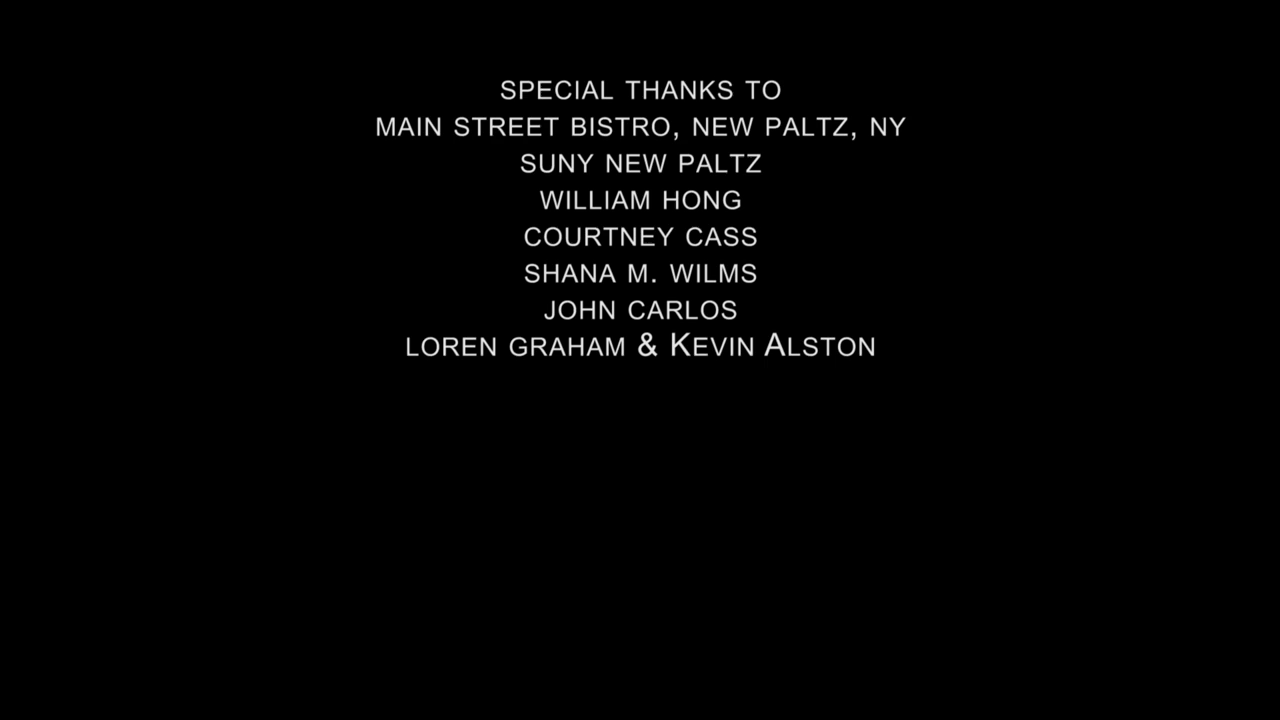 SPECIAL THANKS TO
MAIN STREET BISTRO, NEW PALTZ, NY
SUNY NEW PALTZ
WILLIAM HONG
COURTNEY CASS
SHANA M. WILMS
JOHN CARLOS
LOREN GRAHAM & KEVIN ALSTON